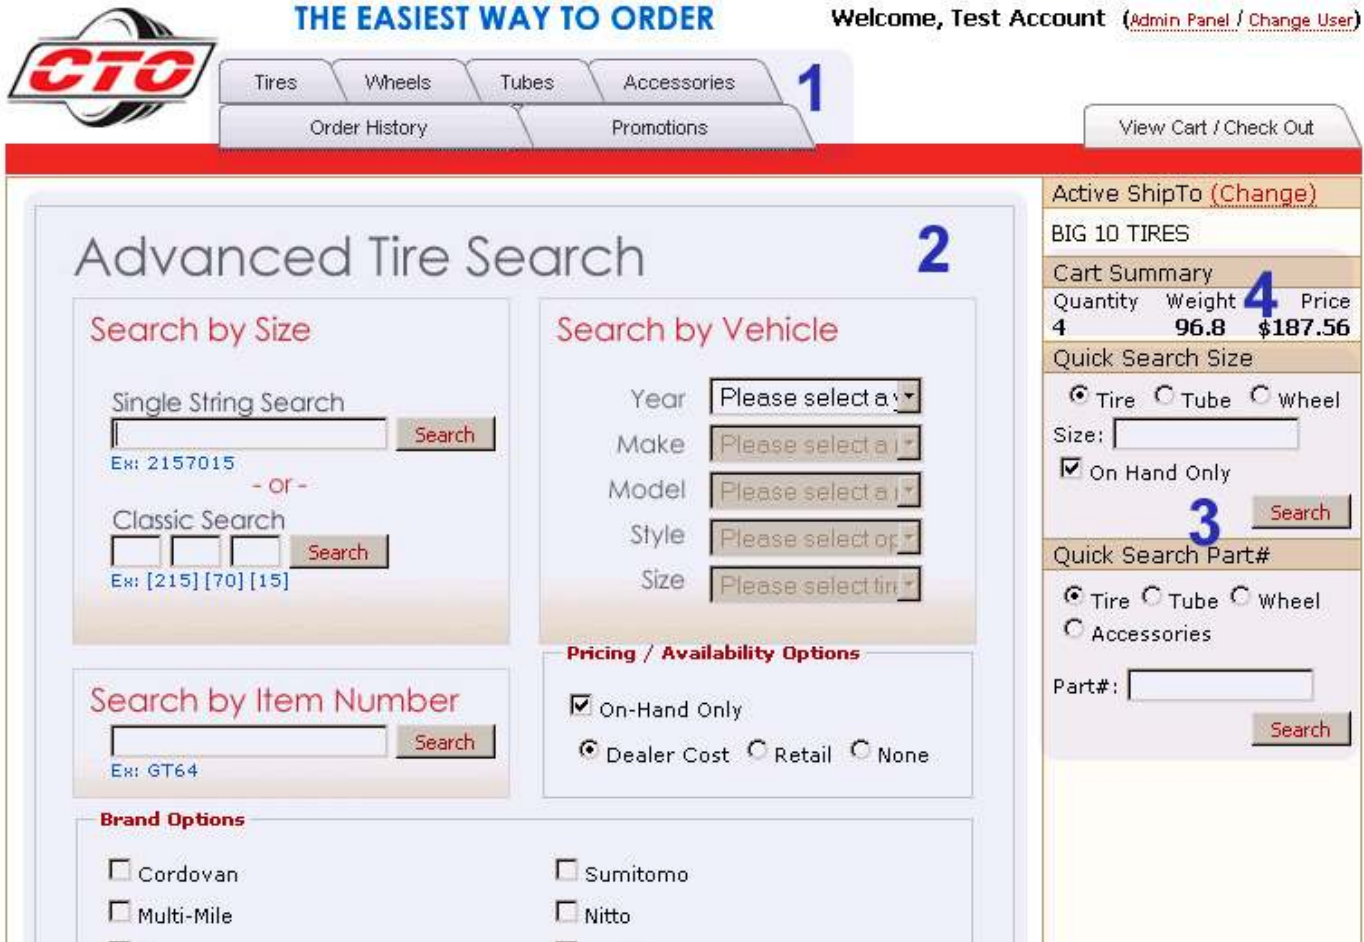 THE EASIEST WAY TO ORDER
Welcome, Test Account (Admin Panel / Change User)
CTO
Tires Wheels Tubes Accessories 1
Order History Promotions
View Cart / Check Out
Advanced Tire Search 2
Search by Size
Single String Search
Search
Ex: 2157015
- or -
Classic Search
Search
Ex: [215] [70] [15]
Search by Vehicle
Year Please select a y
Make Please select a
Model Please select a
Style Please select op
Size Please select tire
Search by Item Number
Search
Ex: GT64
Pricing / Availability Options
On-Hand Only
Dealer Cost Retail None
Brand Options
Cordovan Sumitomo
Multi-Mile Nitto
Active ShipTo (Change)
BIG 10 TIRES
Cart Summary
Quantity Weight 4 Price
4 96.8 $187.56
Quick Search Size
Tire Tube Wheel
Size:
On Hand Only
Search
3
Quick Search Part#
Tire Tube Wheel
Accessories
Part#:
Search